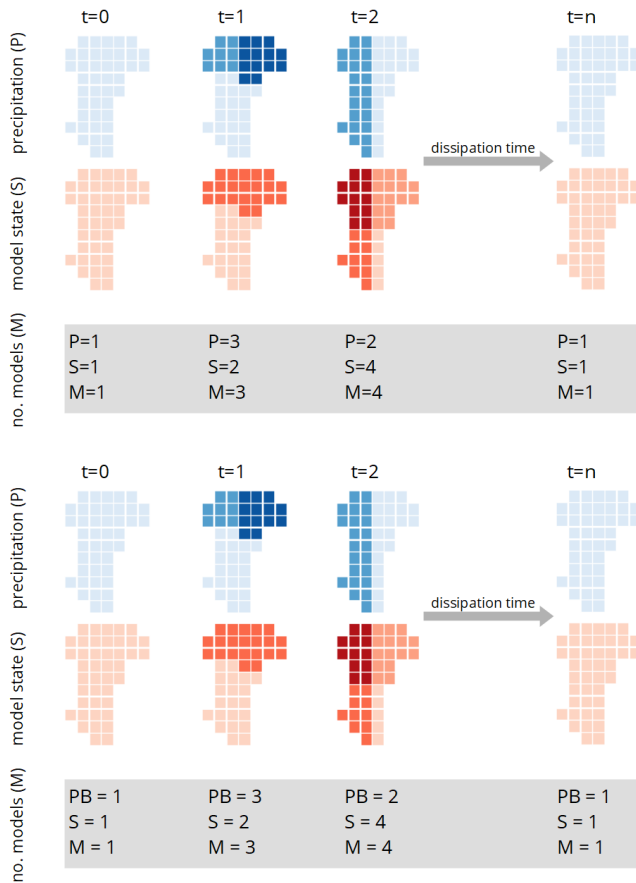 t=0 t=1 t=2 t=n
precipitation (P)
dissipation time
model state (S)
no. models (M)
P=1 P=3 P=2 P=1
S=1 S=2 S=4 S=1
M=1 M=3 M=4 M=1
t=0 t=1 t=2 t=n
precipitation (P)
dissipation time
model state (S)
no. models (M)
PB = 1 PB = 3 PB = 2 PB = 1
S = 1 S = 2 S = 4 S = 1
M = 1 M = 3 M = 4 M = 1